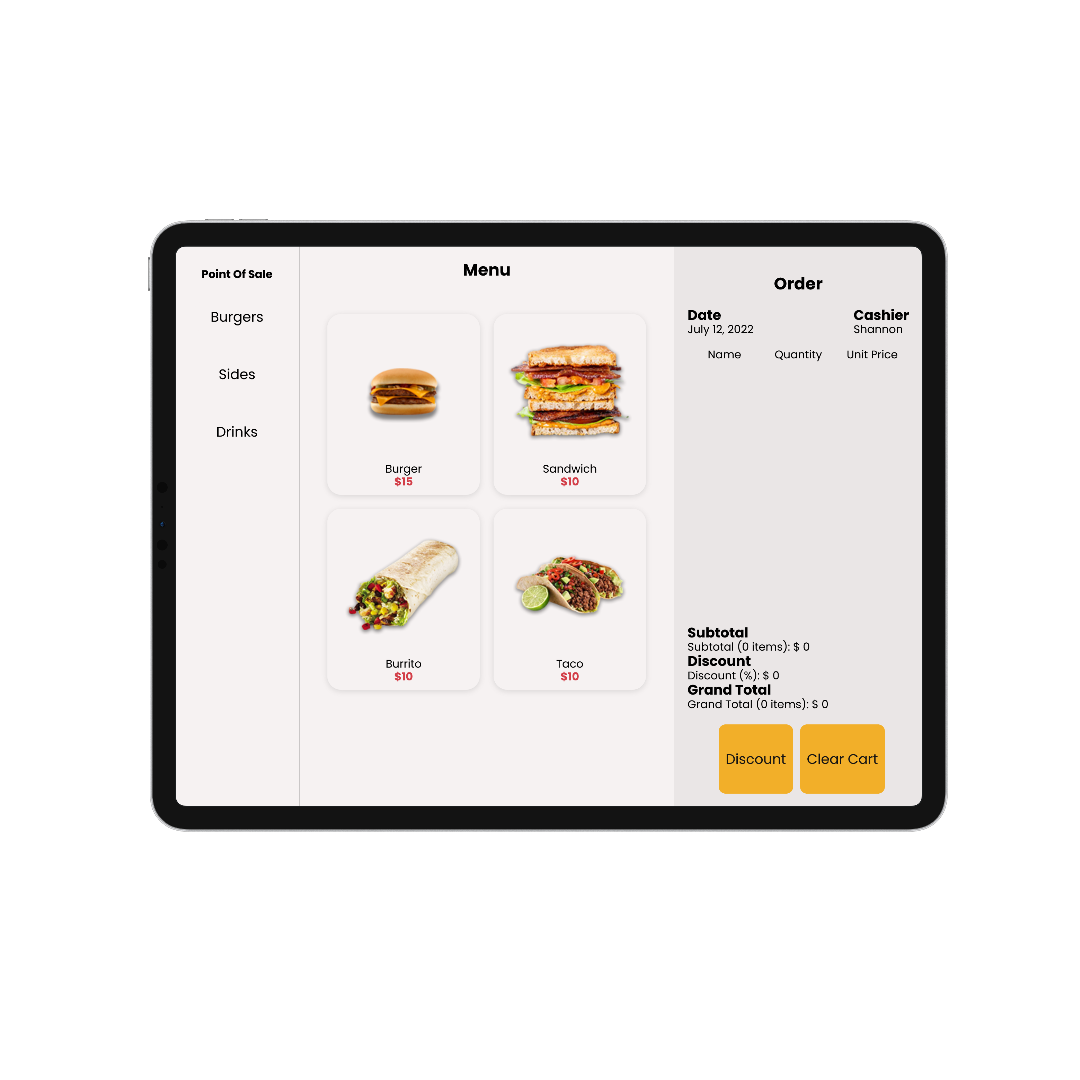 Point Of Sale
Burgers
Sides
Drinks
Menu
Burger
$15
Sandwich
$10
Burrito
$10
Taco
$10
Order
Date
July 12, 2022
Cashier
Shannon
Name Quantity Unit Price
Subtotal
Subtotal (0 items): $ 0
Discount
Discount (%): $ 0
Grand Total
Grand Total (0 items): $ 0
Discount
Clear Cart